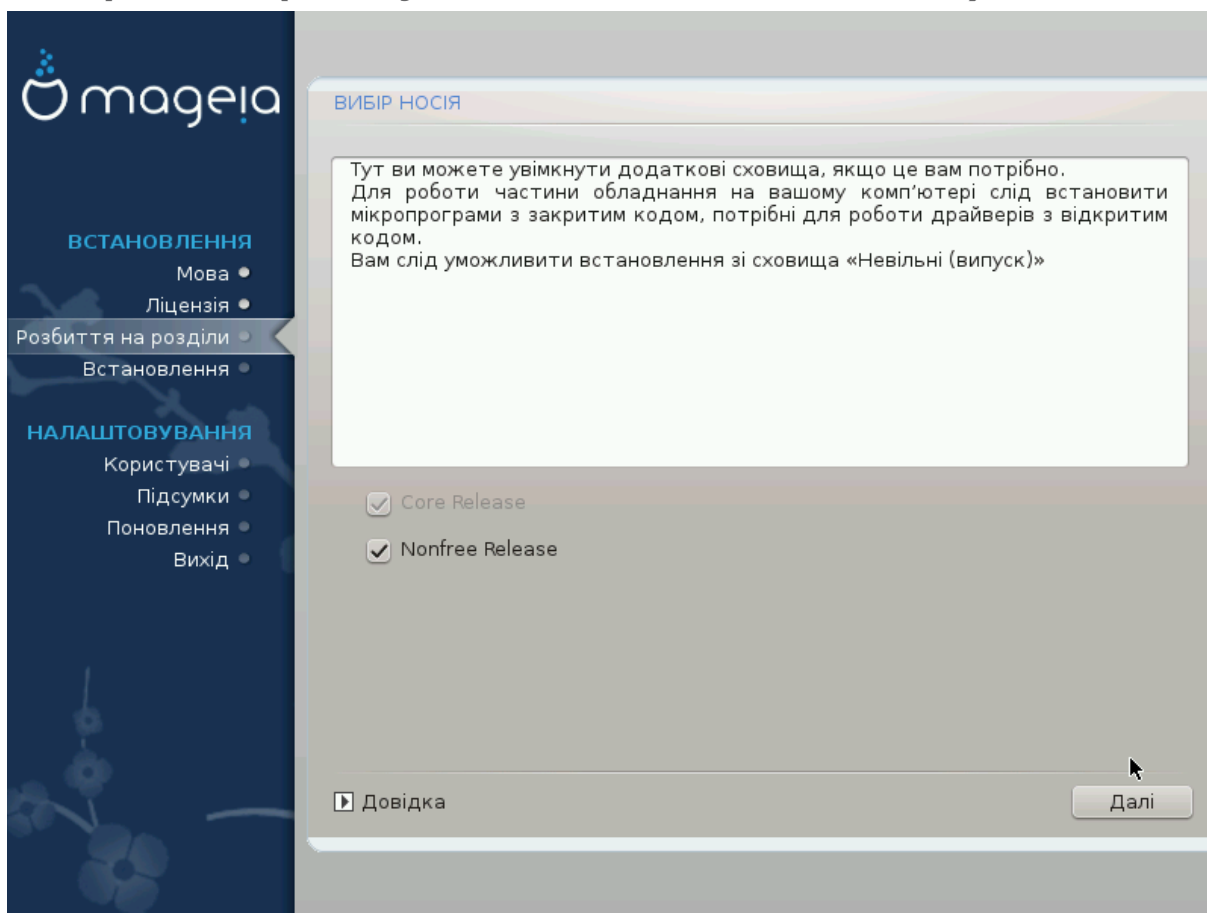 mageia
ВСТАНОВЛЕННЯ
Мова
Ліцензія
Розбиття на розділи
Встановлення
НАЛАШТОВУВАННЯ
Користувачі
Підсумки
Поновлення
Вихід
ВИБІР НОСІЯ
Тут ви можете увімкнути додаткові сховища, якщо це вам потрібно.
Для роботи частини обладнання на вашому комп’ютері слід встановити
мікропрограми з закритим кодом, потрібні для роботи драйверів з відкритим
кодом.
Вам слід уможливити встановлення зі сховища «Невільні (випуск)»
Core Release
Nonfree Release
Довідка
Далі